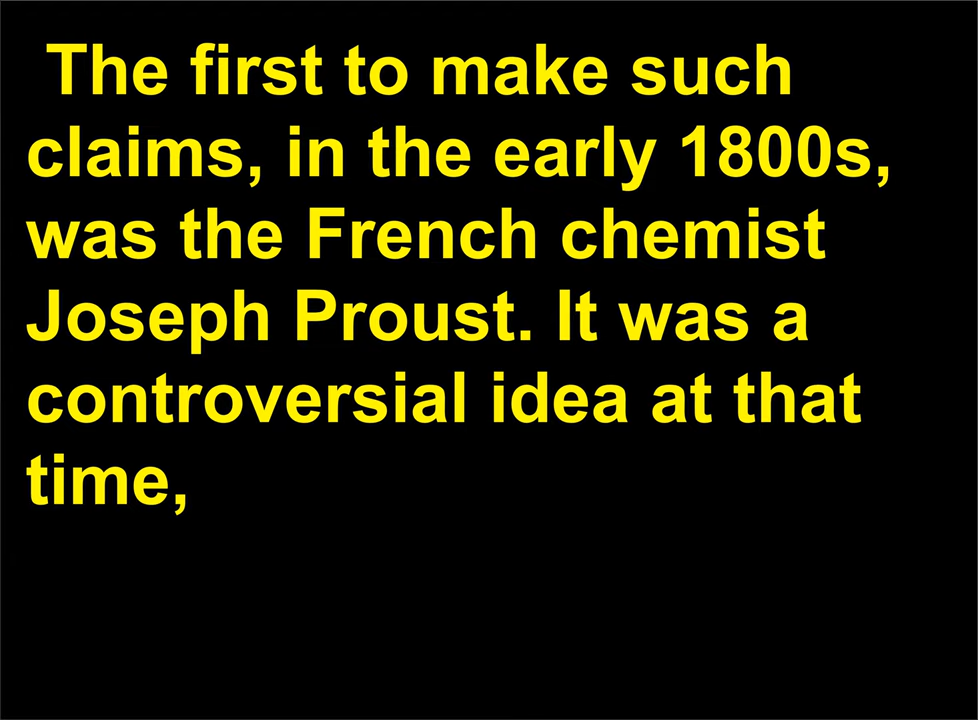 The first to make such
claims, in the early 1800s,
was the French chemist
Joseph Proust. It was a
controversial idea at that
time,